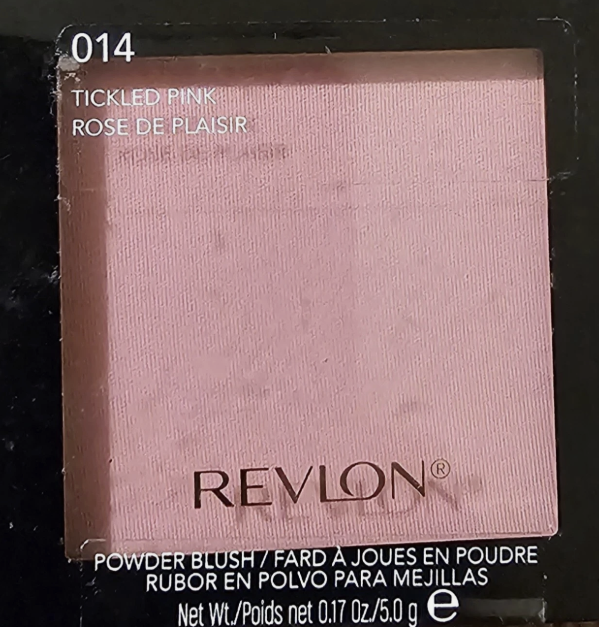 014
TICKLED PINK
ROSE DE PLAISIR
REVLON®
POWDER BLUSH / FARD À JOUES EN POUDRE
RUBOR EN POLVO PARA MEJILLAS
Net Wt./Poids net 0.17 Oz./5.0 g e